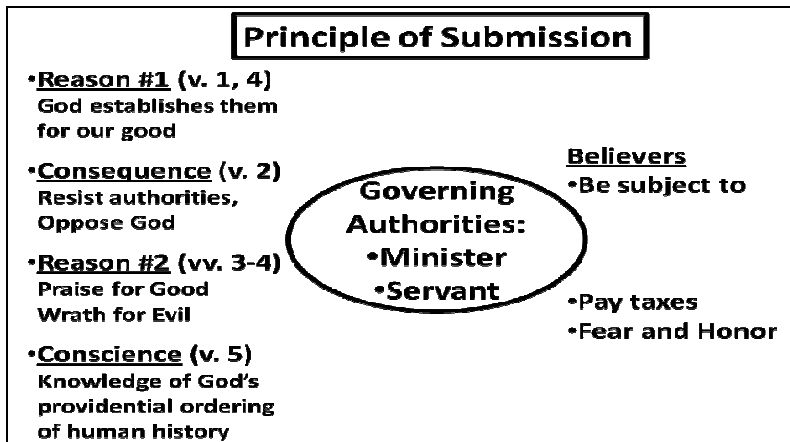 Principle of Submission
•Reason #1 (v. 1, 4)
God establishes them
for our good
•Consequence (v. 2)
Resist authorities,
Oppose God
•Reason #2 (vv. 3-4)
Praise for Good
Wrath for Evil
•Conscience (v. 5)
Knowledge of God's
providential ordering
of human history
Governing
Authorities:
•Minister
•Servant
Believers
•Be subject to
•Pay taxes
•Fear and Honor